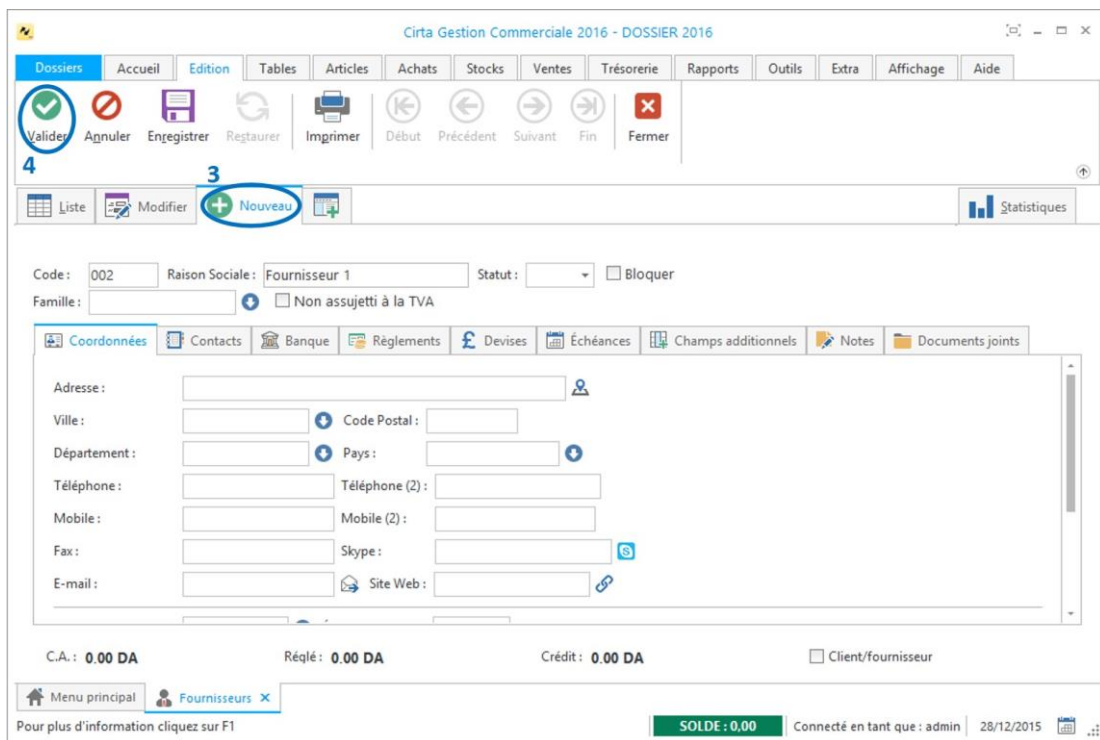 Cirta Gestion Commerciale 2016 - DOSSIER 2016
Dossiers Accueil Edition Tables Articles Achats Stocks Ventes Trésorerie Rapports Outils Extra Affichage Aide
Valider Annuler Enregistrer Restaurer Imprimer Début Précédent Suivant Fin Fermer
4
3
Liste Modifier Nouveau Statistiques
Code : 002 Raison Sociale : Fournisseur 1 Statut : Bloquer
Famille : Non assujetti à la TVA
Coordonnées Contacts Banque Règlements Devises Échéances Champs additionnels Notes Documents joints
Adresse :
Ville : Code Postal :
Département : Pays :
Téléphone : Téléphone (2) :
Mobile : Mobile (2) :
Fax : Skype :
E-mail : Site Web :
C.A. : 0.00 DA Réglé : 0.00 DA Crédit : 0.00 DA Client/fournisseur
Menu principal Fournisseurs
Pour plus d'information cliquez sur F1 SOLDE : 0,00 Connecté en tant que : admin 28/12/2015